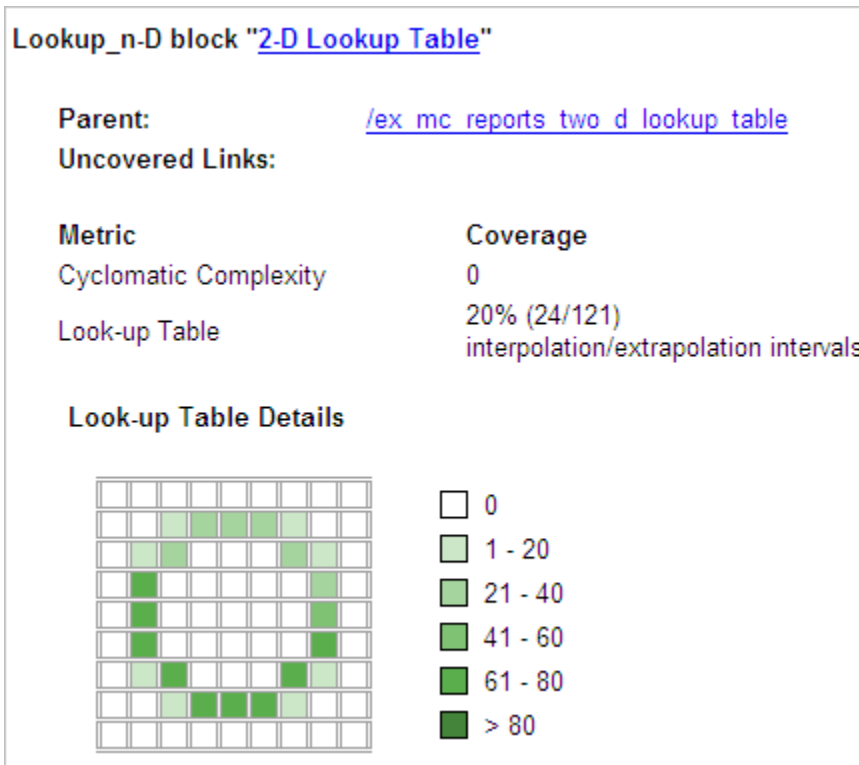 Lookup_n-D block "2-D Lookup Table"
Parent: /ex_mc_reports_two_d_lookup_table
Uncovered Links:
Metric Coverage
Cyclomatic Complexity 0
Look-up Table 20% (24/121)
interpolation/extrapolation intervals
Look-up Table Details
0
1 - 20
21 - 40
41 - 60
61 - 80
> 80